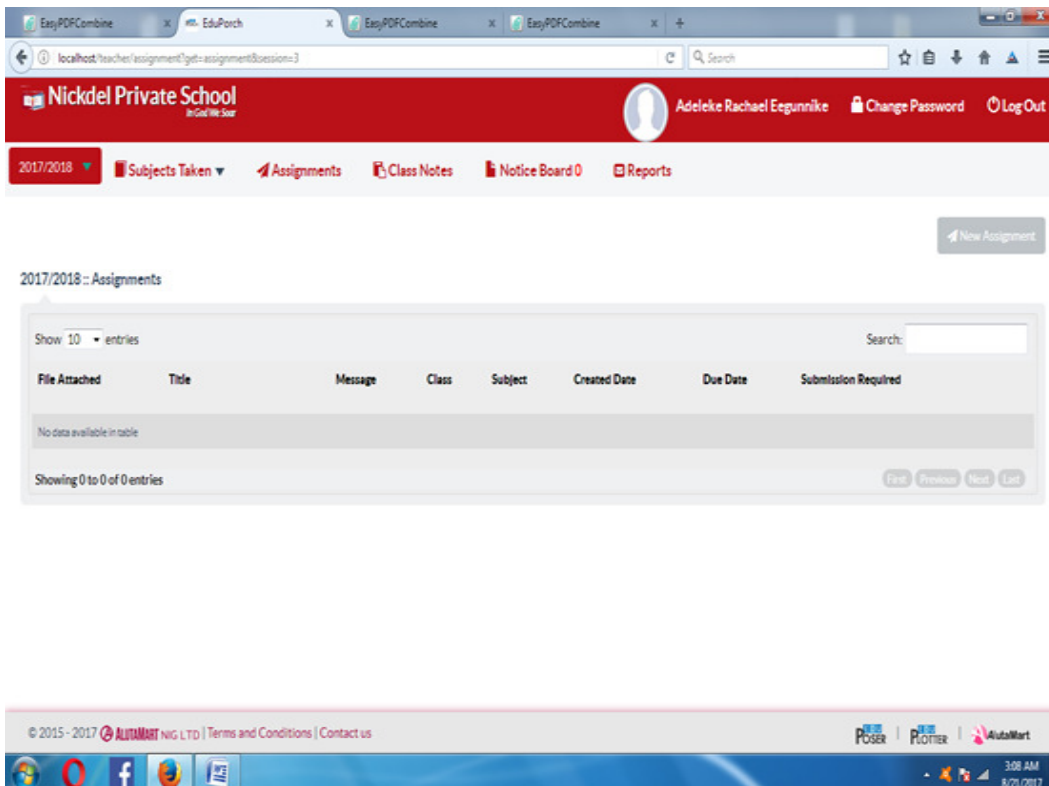 EasyPDFCombine x EduPorch x EasyPDFCombine x EasyPDFCombine x +
localhost/teacher/assignment?get=assignment&session=3 Search
Nickdel Private School
In God We Soar
Adeleke Rachael Eegunnike Change Password Log Out
2017/2018 Subjects Taken Assignments Class Notes Notice Board 0 Reports
New Assignment
2017/2018 :: Assignments
Show 10 entries Search:
File Attached Title Message Class Subject Created Date Due Date Submission Required
No data available in table
Showing 0 to 0 of 0 entries First Previous Next Last
© 2015 - 2017 ALUTAMART NIG LTD | Terms and Conditions | Contact us POSER | PLOTTER | AlutaMart
3:08 AM
8/21/2017